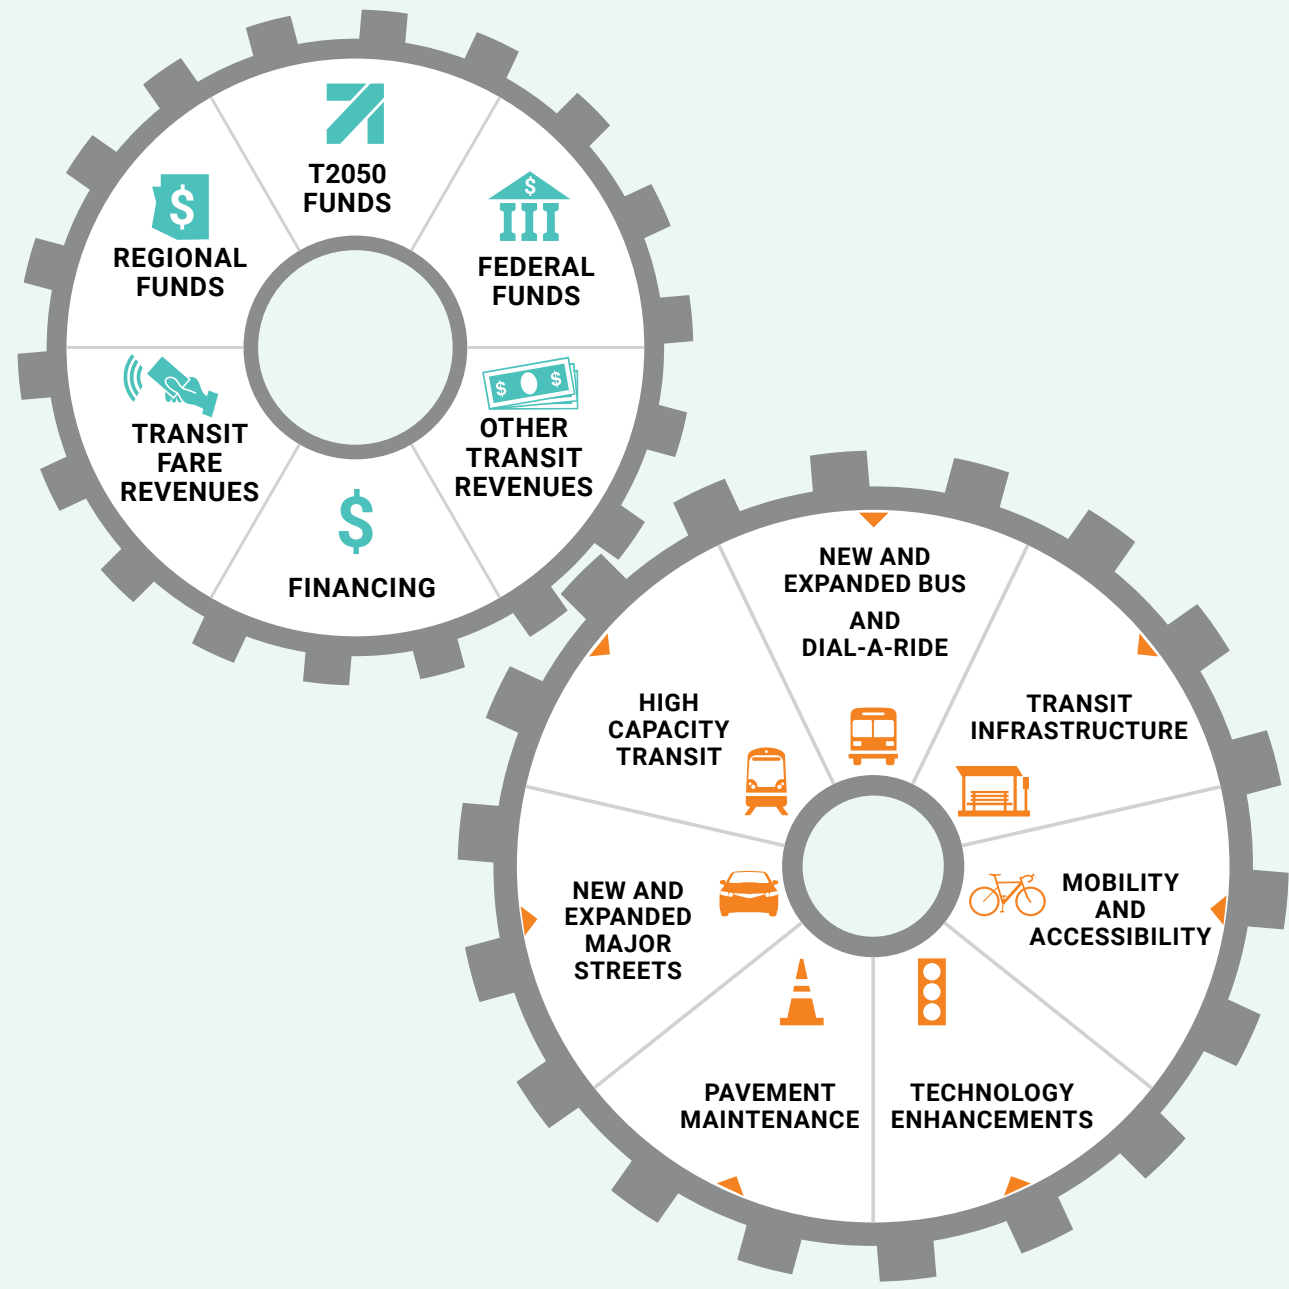 T2050
FUNDS
REGIONAL
FUNDS
$
FEDERAL
FUNDS
$
TRANSIT
FARE
REVENUES
OTHER
TRANSIT
REVENUES
$ $
$
FINANCING
NEW AND
EXPANDED BUS
AND
DIAL-A-RIDE
HIGH
CAPACITY
TRANSIT
TRANSIT
INFRASTRUCTURE
NEW AND
EXPANDED
MAJOR
STREETS
MOBILITY
AND
ACCESSIBILITY
PAVEMENT
MAINTENANCE
TECHNOLOGY
ENHANCEMENTS